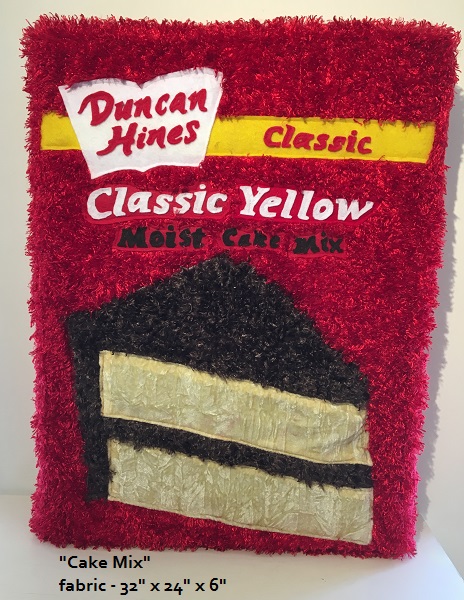 Duncan
Hines
Classic
Classic Yellow
Moist Cake Mix
"Cake Mix"
fabric - 32" x 24" x 6"